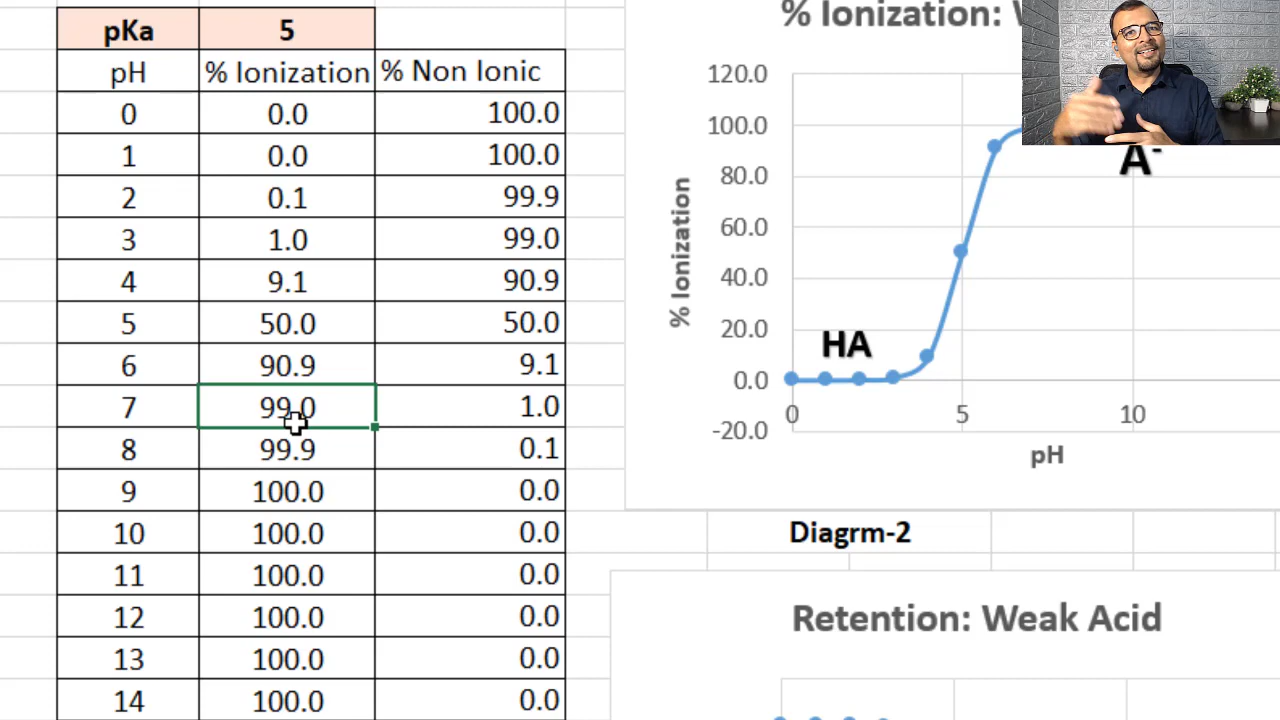 pKa 5
pH % Ionization % Non Ionic
0 0.0 100.0
1 0.0 100.0
2 0.1 99.9
3 1.0 99.0
4 9.1 90.9
5 50.0 50.0
6 90.9 9.1
7 99.0 1.0
8 99.9 0.1
9 100.0 0.0
10 100.0 0.0
11 100.0 0.0
12 100.0 0.0
13 100.0 0.0
14 100.0 0.0
% Ionization:
120.0
100.0
80.0
60.0
40.0
20.0
0.0
-20.0
% Ionization
HA
A-
0 5 10
pH
Diagrm-2
Retention: Weak Acid